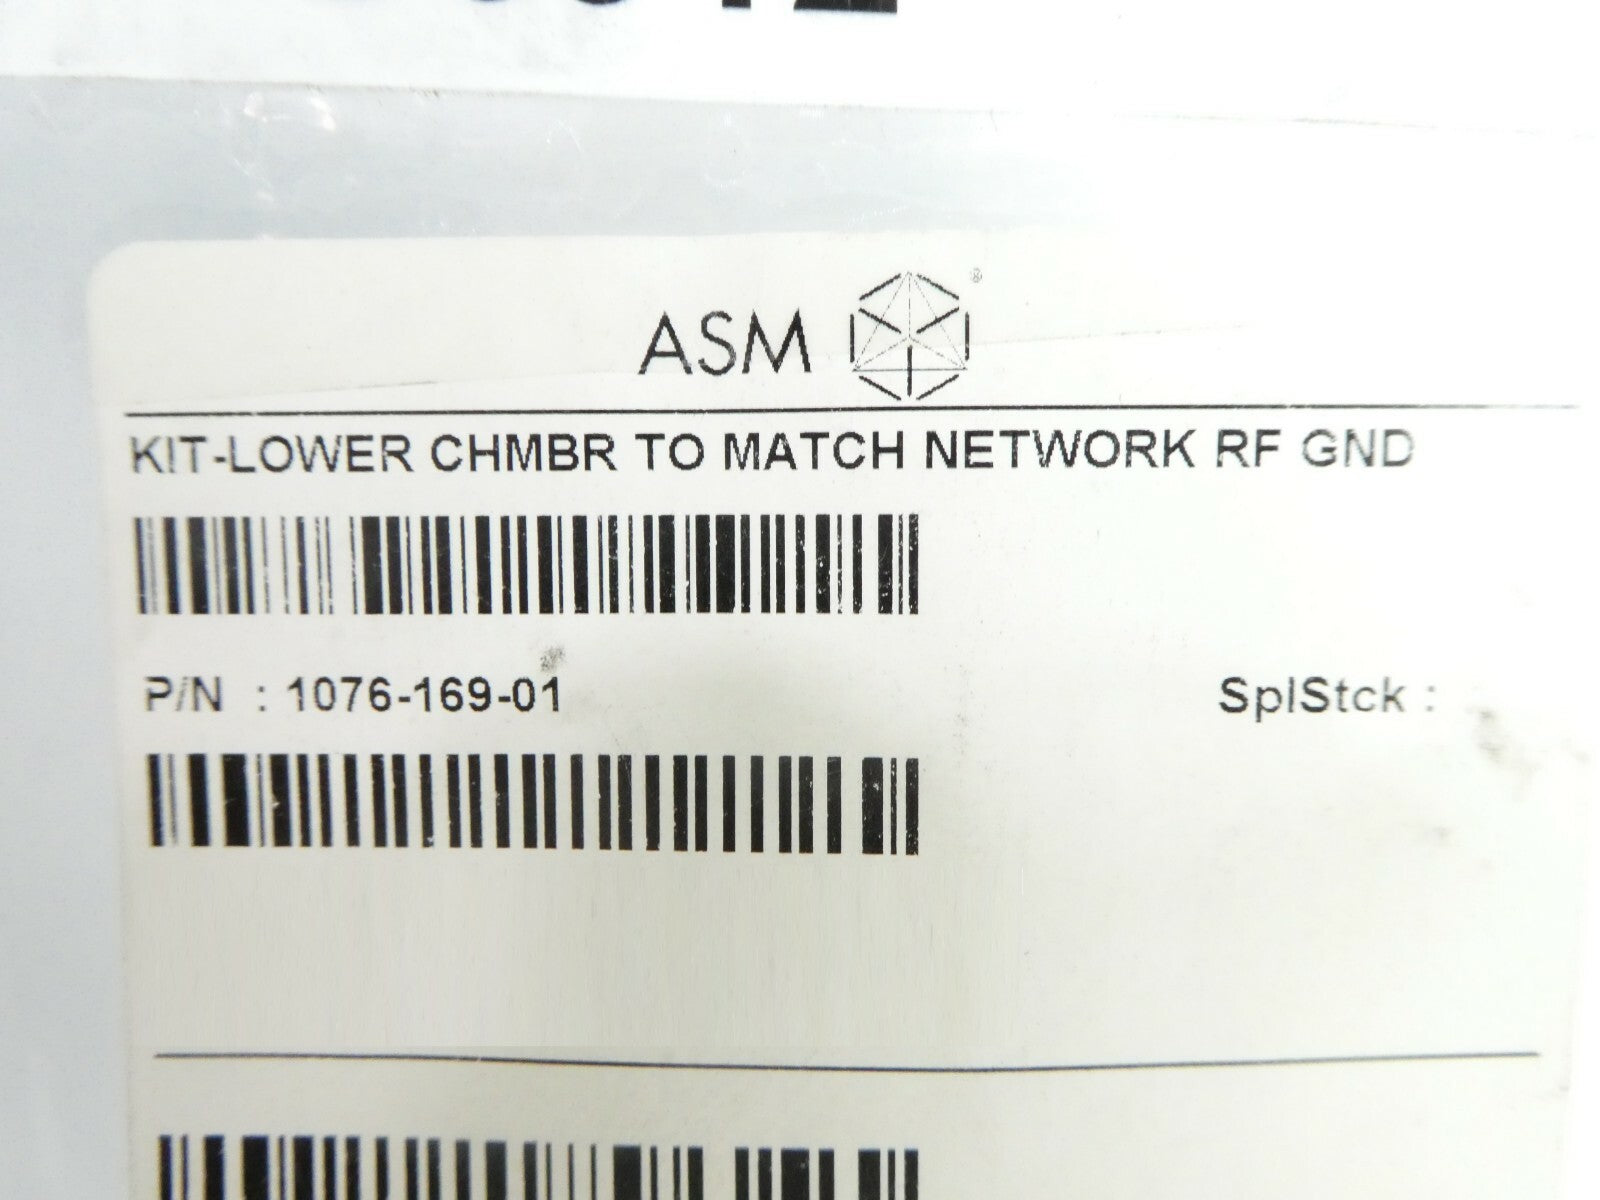 ASM ®
KIT-LOWER CHMBR TO MATCH NETWORK RF GND
P/N : 1076-169-01 SplStck :